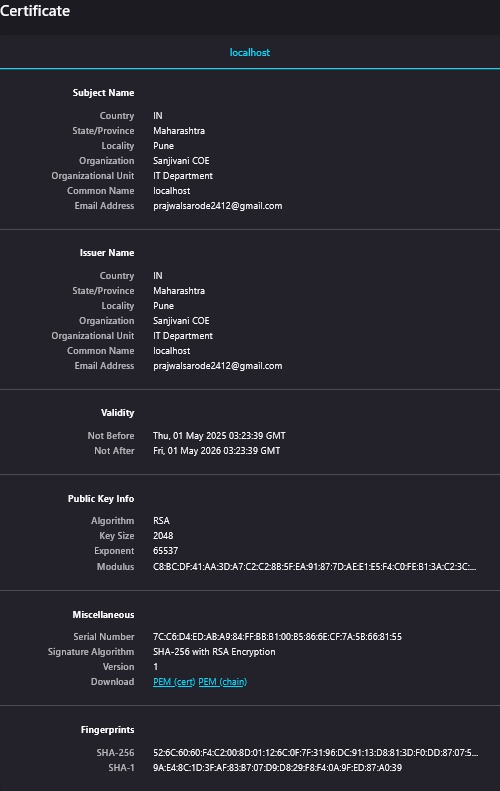 Certificate
localhost
Subject Name
Country IN
State/Province Maharashtra
Locality Pune
Organization Sanjivani COE
Organizational Unit IT Department
Common Name localhost
Email Address prajwalsarode2412@gmail.com
Issuer Name
Country IN
State/Province Maharashtra
Locality Pune
Organization Sanjivani COE
Organizational Unit IT Department
Common Name localhost
Email Address prajwalsarode2412@gmail.com
Validity
Not Before Thu, 01 May 2025 03:23:39 GMT
Not After Fri, 01 May 2026 03:23:39 GMT
Public Key Info
Algorithm RSA
Key Size 2048
Exponent 65537
Modulus C8:BC:DF:41:AA:3D:A7:C2:C2:8B:5F:EA:91:87:7D:AE:E1:E5:F4:C0:FE:B1:3A:C2:3C:...
Miscellaneous
Serial Number 7C:C6:D4:ED:AB:A9:84:FF:BB:B1:00:B5:86:6E:CF:7A:5B:66:81:55
Signature Algorithm SHA-256 with RSA Encryption
Version 1
Download PEM (cert) PEM (chain)
Fingerprints
SHA-256 52:6C:60:60:F4:C2:00:8D:01:12:6C:0F:7F:31:96:DC:91:13:D8:81:3D:F0:DD:87:07:5...
SHA-1 9A:E4:8C:1D:3F:AF:83:B7:07:D9:D8:29:F8:F4:0A:9F:ED:87:A0:39